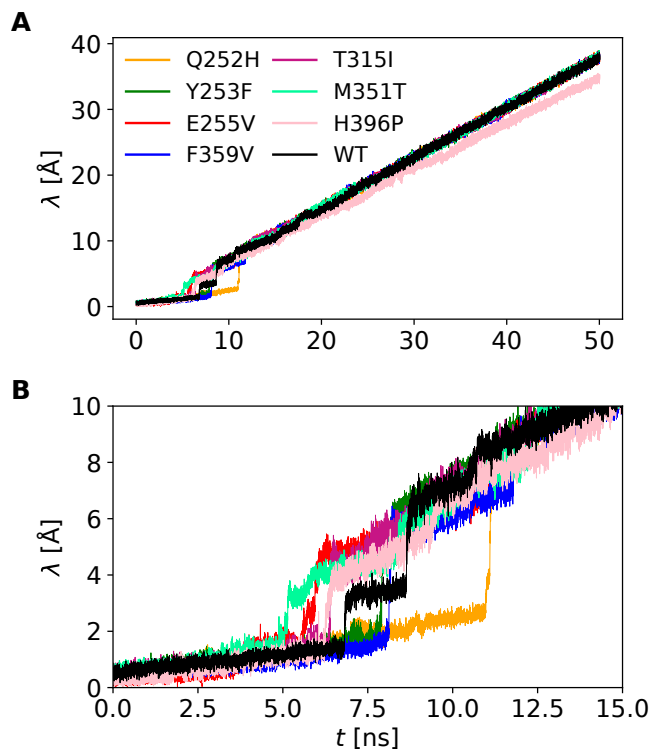 A
40
30
20
10
0
λ [Å]
Q252H
Y253F
E255V
F359V
T315I
M351T
H396P
WT
0 10 20 30 40 50
B
10
8
6
4
2
0
λ [Å]
0.0 2.5 5.0 7.5 10.0 12.5 15.0
t [ns]